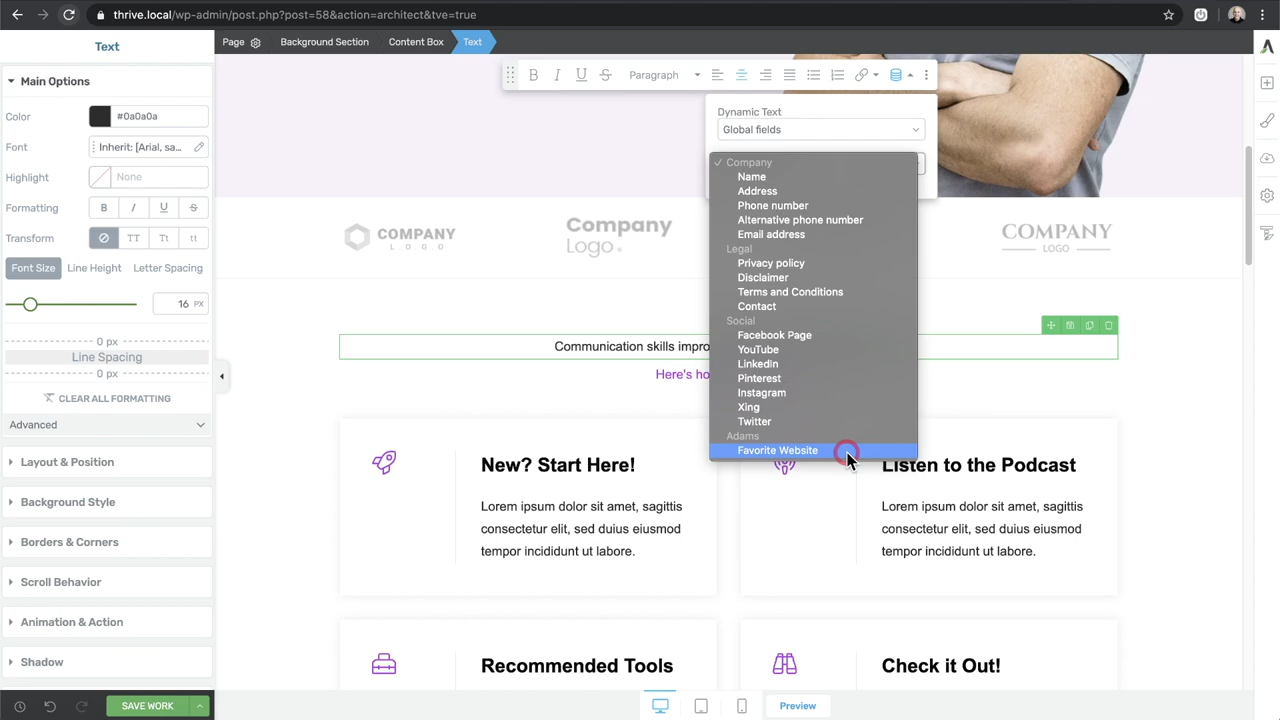 thrive.local/wp-admin/post.php?post=58&action=architect&tve=true
Text
Page
Background Section
Content Box
Text
Main Options
Color
#0a0a0a
Font
Inherit: [Arial, sa...
Highlight
None
Formatting
B I U S
Transform
TT Tt tt
Font Size
Line Height
Letter Spacing
16 PX
0 px
Line Spacing
0 px
CLEAR ALL FORMATTING
Advanced
Layout & Position
Background Style
Borders & Corners
Scroll Behavior
Animation & Action
Shadow
SAVE WORK
B I U S
Paragraph
Dynamic Text
Global fields
Company
Name
Address
Phone number
Alternative phone number
Email address
Legal
Privacy policy
Disclaimer
Terms and Conditions
Contact
Social
Facebook Page
YouTube
LinkedIn
Pinterest
Instagram
Xing
Twitter
Adams
Favorite Website
COMPANY
L.O.G.O
Company
Logo
COMPANY
LOGO
Communication skills impro
Here's ho
New? Start Here!
Lorem ipsum dolor sit amet, sagittis
consectetur elit, sed duius eiusmod
tempor incididunt ut labore.
Listen to the Podcast
Lorem ipsum dolor sit amet, sagittis
consectetur elit, sed duius eiusmod
tempor incididunt ut labore.
Recommended Tools
Check it Out!
Preview